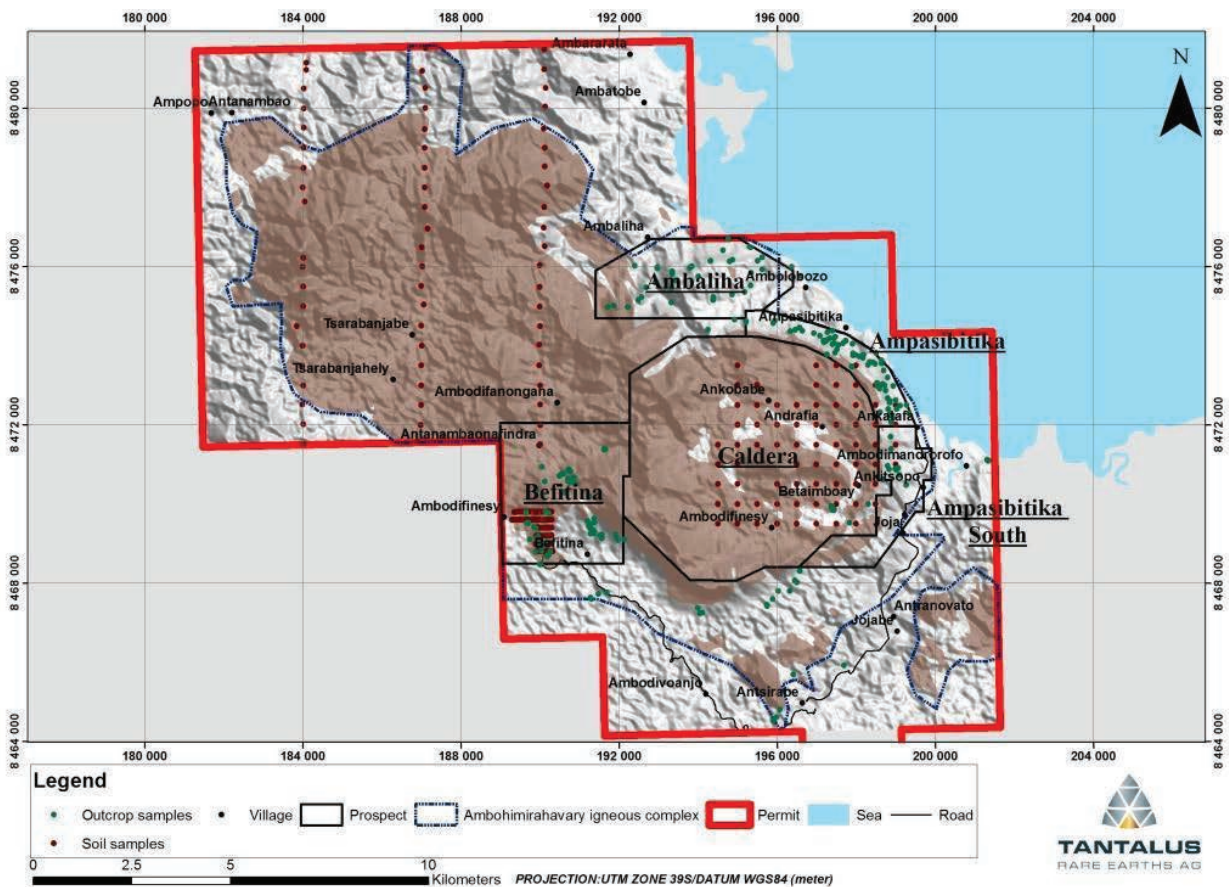 180 000 184 000 188 000 192 000 196 000 200 000 204 000
8 480 000 8 480 000
8 476 000 8 476 000
8 472 000 8 472 000
8 468 000 8 468 000
8 464 000 8 464 000
N
Ambararata
Ambatobe
Antanambao
Ambaliha
Ambaliha
Ambolobozo
Ampasibitika
Ampasibitika
Tsarabanjabe
Tsarabanjahely
Ambodifanongana
Antanambaonarindra
Ankobabe
Andrafia
Ankatafa
Caldera
Ambodimandrorofo
Ankitsopo
Betaimboay
Befitina
Ambodifinesy
Ambodifinesy
Joja
Ampasibitika
South
Befitina
Antranovato
Jojabe
Ambodivoanjo
Antsirabe
180 000 184 000 188 000 192 000 196 000 200 000 204 000
Legend
Outcrop samples Village Prospect Ambohimirahavary igneous complex Permit Sea Road
Soil samples
0 2.5 5 10
Kilometers PROJECTION:UTM ZONE 39S/DATUM WGS84 (meter)
TANTALUS
RARE EARTHS AG